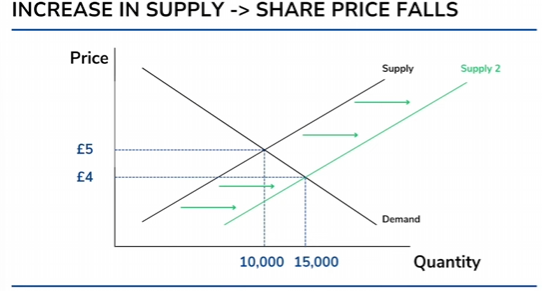 INCREASE IN SUPPLY -> SHARE PRICE FALLS
Price
Supply
Supply 2
£5
£4
Demand
10,000
15,000
Quantity